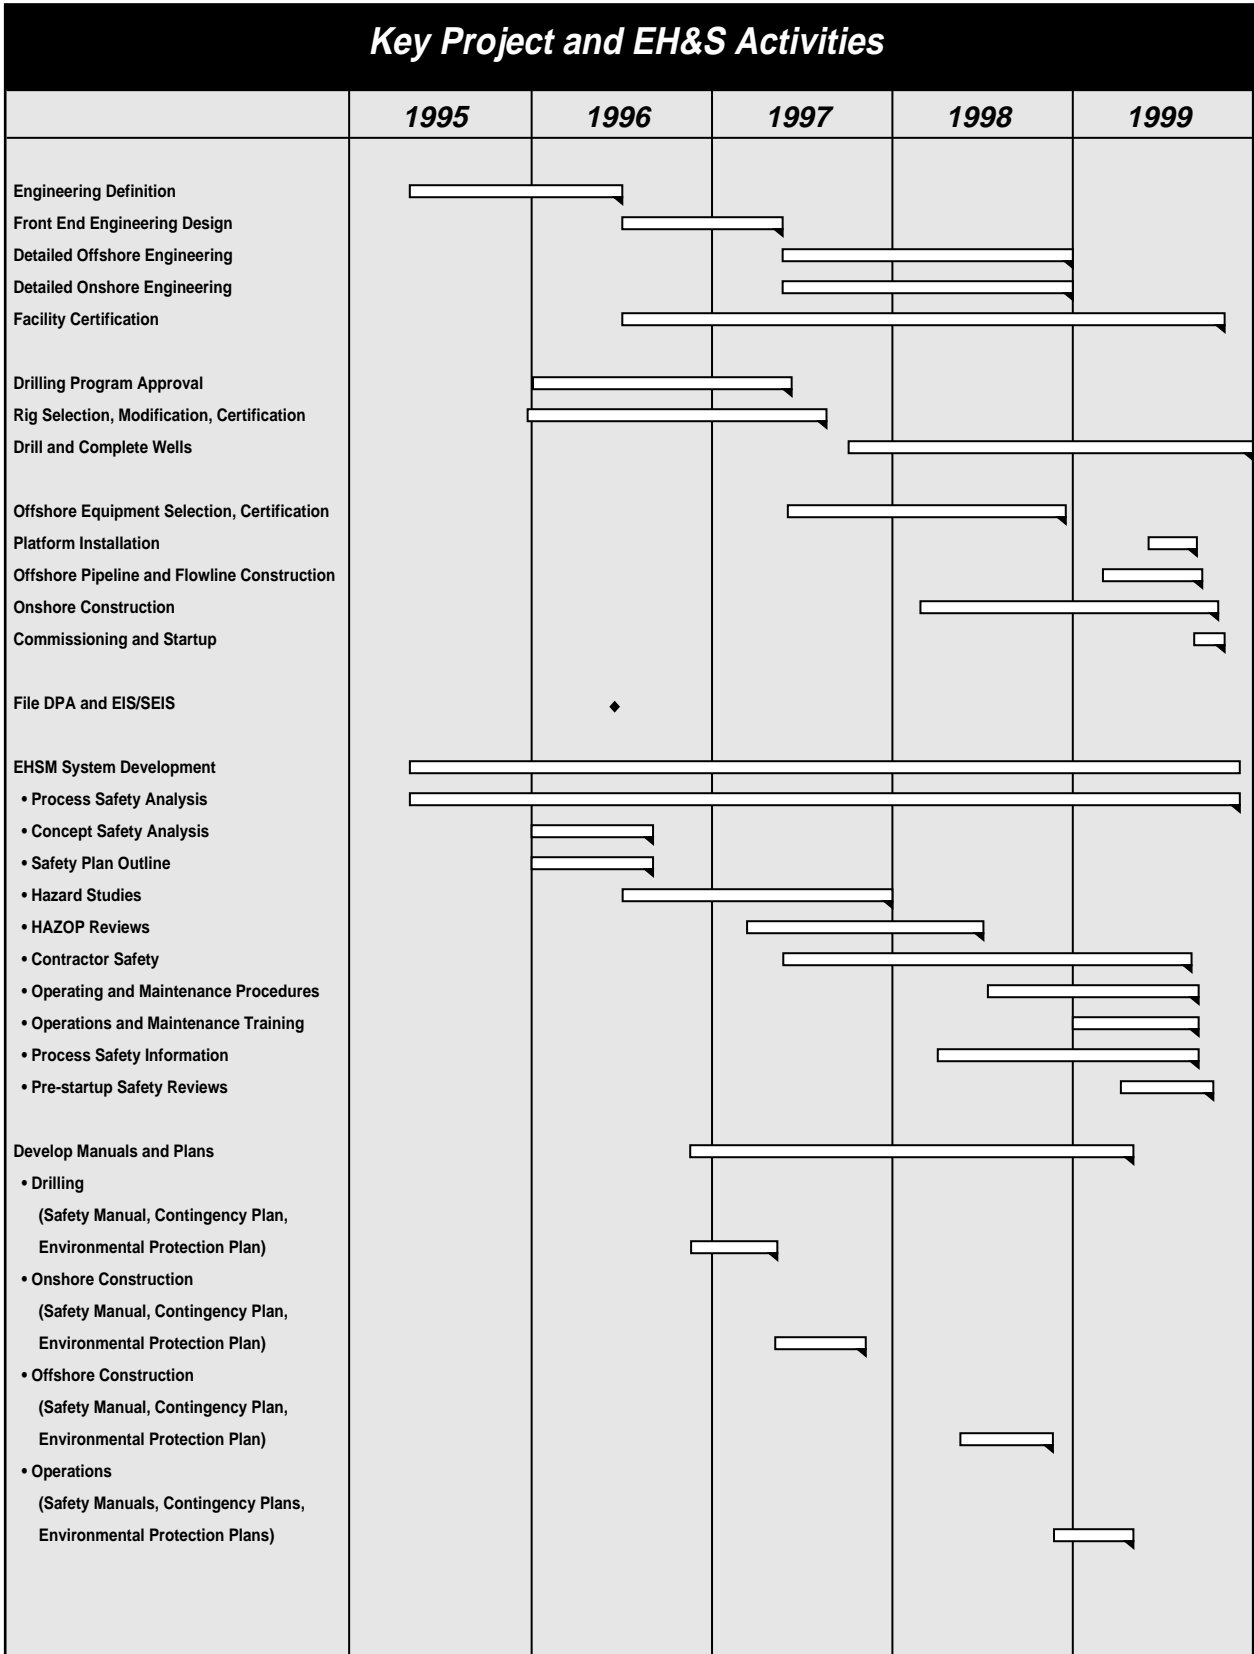 Key Project and EH&S Activities
1995 1996 1997 1998 1999
Engineering Definition
Front End Engineering Design
Detailed Offshore Engineering
Detailed Onshore Engineering
Facility Certification
Drilling Program Approval
Rig Selection, Modification, Certification
Drill and Complete Wells
Offshore Equipment Selection, Certification
Platform Installation
Offshore Pipeline and Flowline Construction
Onshore Construction
Commissioning and Startup
File DPA and EIS/SEIS
EHSM System Development
• Process Safety Analysis
• Concept Safety Analysis
• Safety Plan Outline
• Hazard Studies
• HAZOP Reviews
• Contractor Safety
• Operating and Maintenance Procedures
• Operations and Maintenance Training
• Process Safety Information
• Pre-startup Safety Reviews
Develop Manuals and Plans
• Drilling
(Safety Manual, Contingency Plan,
Environmental Protection Plan)
• Onshore Construction
(Safety Manual, Contingency Plan,
Environmental Protection Plan)
• Offshore Construction
(Safety Manual, Contingency Plan,
Environmental Protection Plan)
• Operations
(Safety Manuals, Contingency Plans,
Environmental Protection Plans)